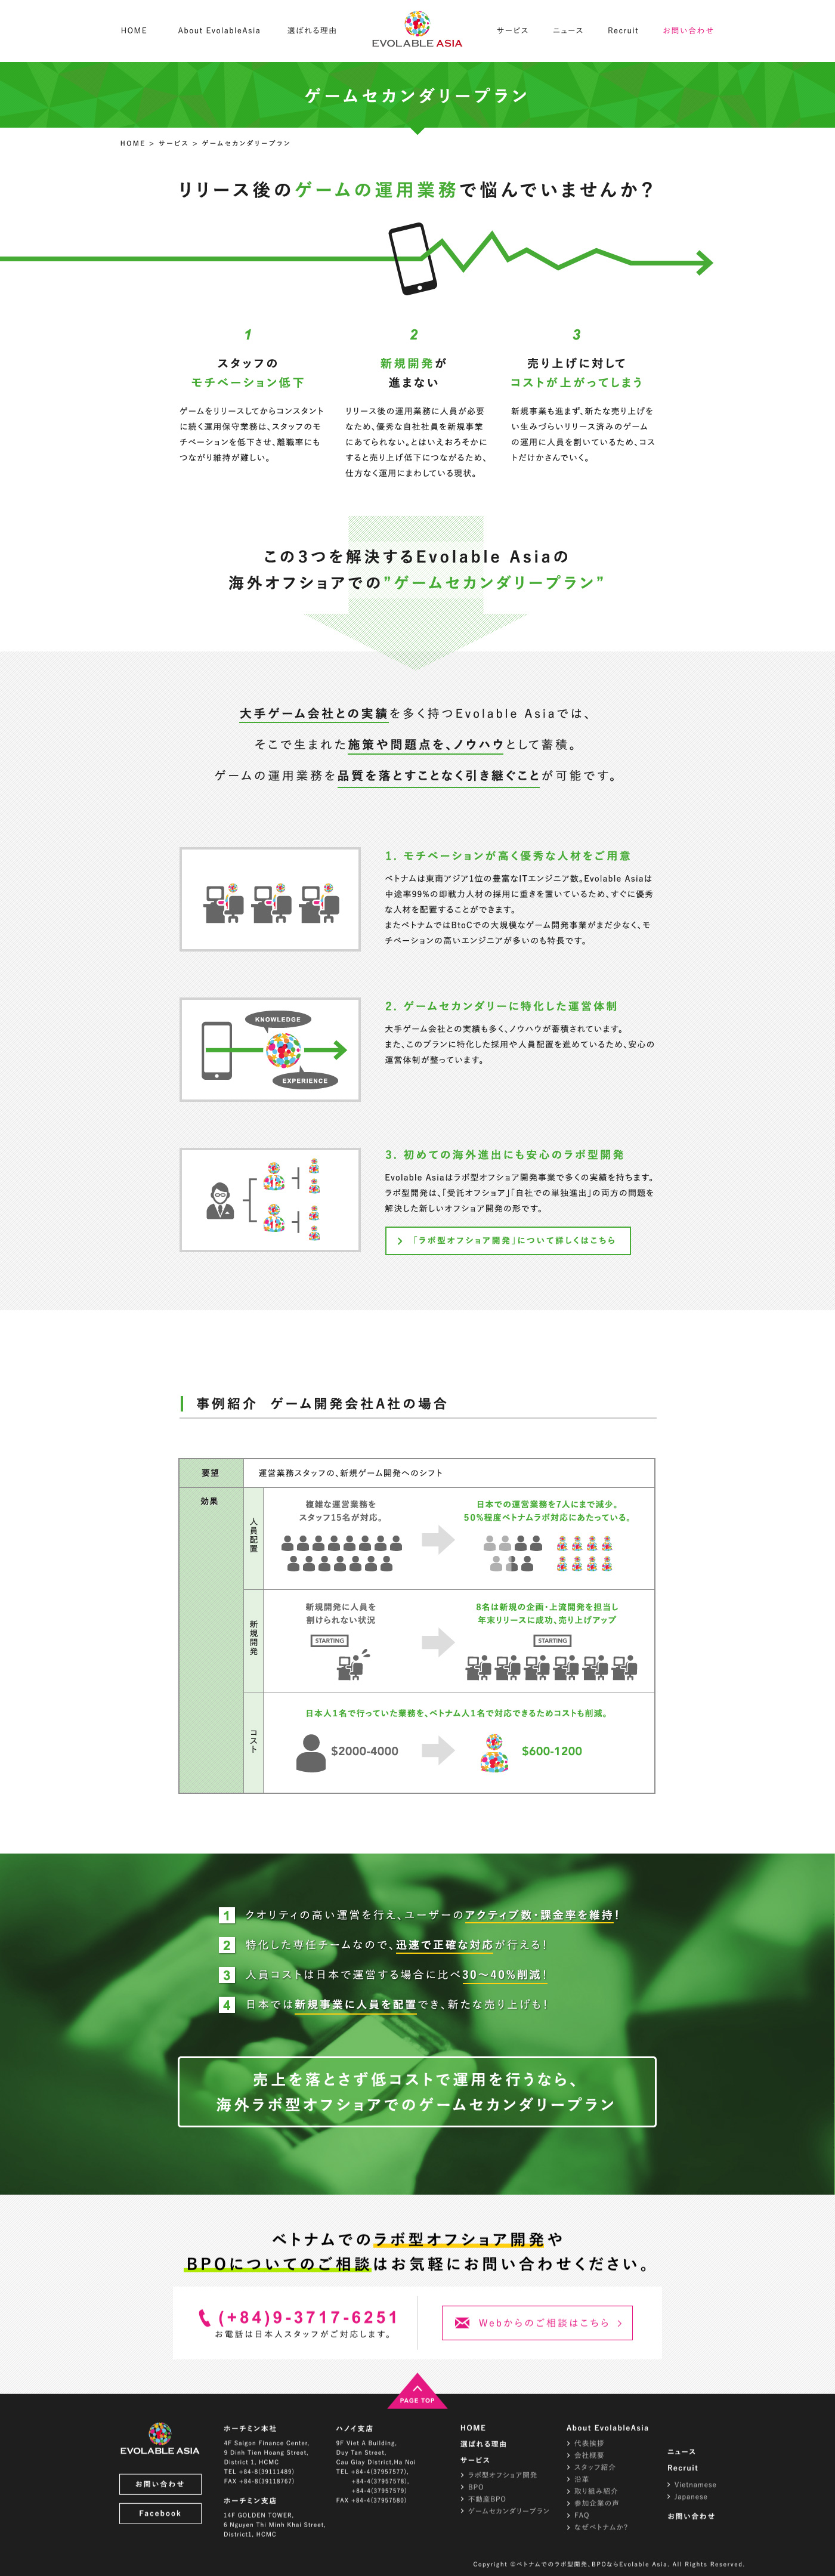 HOME
About EvolableAsia
選ばれる理由
EVOLABLE ASIA
サービス
ニュース
Recruit
お問い合わせ
ゲームセカンダリープラン
HOME > サービス > ゲームセカンダリープラン
リリース後のゲームの運用業務で悩んでいませんか？
1
スタッフの
モチベーション低下
ゲームをリリースしてからコンスタント
に続く運用保守業務は、スタッフのモ
チベーションを低下させ、離職率にも
つながり維持が難しい。
2
新規開発が
進まない
リリース後の運用業務に人員が必要
なため、優秀な自社社員を新規事業
にあてられない。とはいえおろそかに
すると売り上げ低下につながるため、
仕方なく運用にまわしている現状。
3
売り上げに対して
コストが上がってしまう
新規事業も進まず、新たな売り上げを
い生みづらいリリース済みのゲーム
の運用に人員を割いているため、コス
トだけかさんでいく。
この3つを解決するEvolable Asiaの
海外オフショアでの”ゲームセカンダリープラン”
大手ゲーム会社との実績を多く持つEvolable Asiaでは、
そこで生まれた施策や問題点を、ノウハウとして蓄積。
ゲームの運用業務を品質を落とすことなく引き継ぐことが可能です。
1. モチベーションが高く優秀な人材をご用意
ベトナムは東南アジア1位の豊富なITエンジニア数。Evolable Asiaは
中途率99%の即戦力人材の採用に重きを置いているため、すぐに優秀
な人材を配置することができます。
またベトナムではBtoCでの大規模なゲーム開発事業がまだ少なく、モ
チベーションの高いエンジニアが多いのも特長です。
KNOWLEDGE
EXPERIENCE
2. ゲームセカンダリーに特化した運営体制
大手ゲーム会社との実績も多く、ノウハウが蓄積されています。
また、このプランに特化した採用や人員配置を進めているため、安心の
運営体制が整っています。
3. 初めての海外進出にも安心のラボ型開発
Evolable Asiaはラボ型オフショア開発事業で多くの実績を持ちます。
ラボ型開発は、「受託オフショア」「自社での単独進出」の両方の問題を
解決した新しいオフショア開発の形です。
「ラボ型オフショア開発」について詳しくはこちら
事例紹介 ゲーム開発会社A社の場合
要望
運営業務スタッフの、新規ゲーム開発へのシフト
効果
人員配置
複雑な運営業務を
スタッフ15名が対応。
日本での運営業務を7人にまで減少。
50%程度ベトナムラボ対応にあたっている。
新規開発
新規開発に人員を
割けられない状況
STARTING
8名は新規の企画・上流開発を担当し
年末リリースに成功、売り上げアップ
STARTING
コスト
日本人1名で行っていた業務を、ベトナム人1名で対応できるためコストも削減。
$2000-4000
$600-1200
1 クオリティの高い運営を行え、ユーザーのアクティブ数・課金率を維持！
2 特化した専任チームなので、迅速で正確な対応が行える！
3 人員コストは日本で運営する場合に比べ30〜40%削減！
4 日本では新規事業に人員を配置でき、新たな売り上げも！
売上を落とさず低コストで運用を行うなら、
海外ラボ型オフショアでのゲームセカンダリープラン
ベトナムでのラボ型オフショア開発や
BPOについてのご相談はお気軽にお問い合わせください。
(+84)9-3717-6251
お電話は日本人スタッフがご対応します。
Webからのご相談はこちら
PAGE TOP
EVOLABLE ASIA
お問い合わせ
Facebook
ホーチミン本社
4F Saigon Finance Center,
9 Dinh Tien Hoang Street,
District 1, HCMC
TEL +84-8(39111489)
FAX +84-8(39118767)
ホーチミン支店
14F GOLDEN TOWER,
6 Nguyen Thi Minh Khai Street,
District1, HCMC
ハノイ支店
9F Viet A Building,
Duy Tan Street,
Cau Giay District,Ha Noi
TEL +84-4(37957577),
+84-4(37957578),
+84-4(37957579)
FAX +84-4(37957580)
HOME
選ばれる理由
サービス
ラボ型オフショア開発
BPO
不動産BPO
ゲームセカンダリープラン
About EvolableAsia
代表挨拶
会社概要
スタッフ紹介
沿革
取り組み紹介
参加企業の声
FAQ
なぜベトナムか？
ニュース
Recruit
Vietnamese
Japanese
お問い合わせ
Copyright ©ベトナムでのラボ型開発、BPOならEvolable Asia. All Rights Reserved.